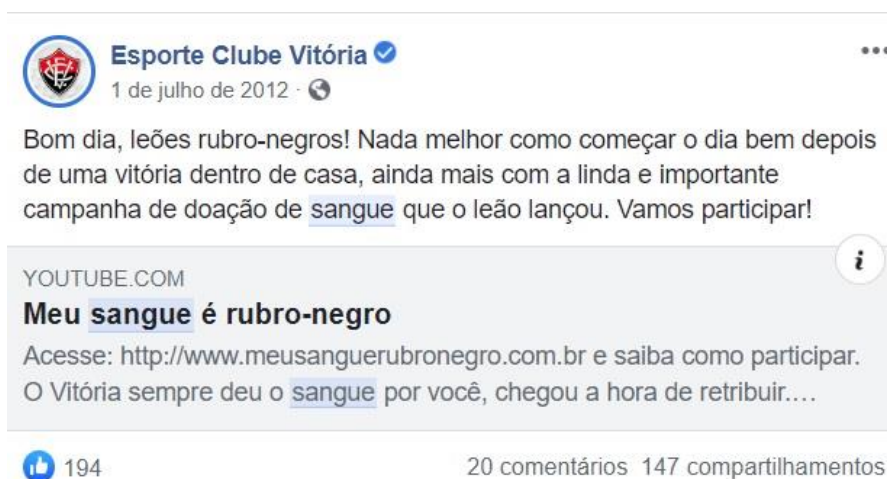 Esporte Clube Vitória
1 de julho de 2012 ·
Bom dia, leões rubro-negros! Nada melhor como começar o dia bem depois
de uma vitória dentro de casa, ainda mais com a linda e importante
campanha de doação de sangue que o leão lançou. Vamos participar!
YOUTUBE.COM
Meu sangue é rubro-negro
Acesse: http://www.meusanguerubronegro.com.br e saiba como participar.
O Vitória sempre deu o sangue por você, chegou a hora de retribuir....
194 20 comentários 147 compartilhamentos